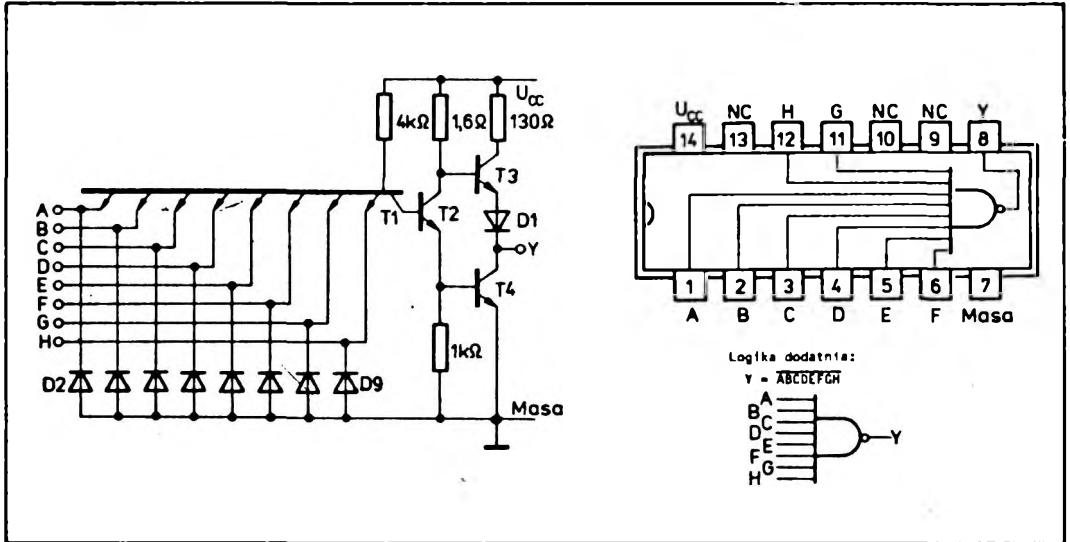 U_CC
4kΩ 1,6Ω 130Ω
T3
A
T1 T2
D1
B
C
Y
D
E
T4
F
G
H
1kΩ
D2 D9
Masa
U_CC NC H G NC NC Y
14 13 12 11 10 9 8
1 2 3 4 5 6 7
A B C D E F Masa
Logika dodatnia:
Y = \overline{ABCDEFGH}
A
B
C
D
E
Y
F
G
H